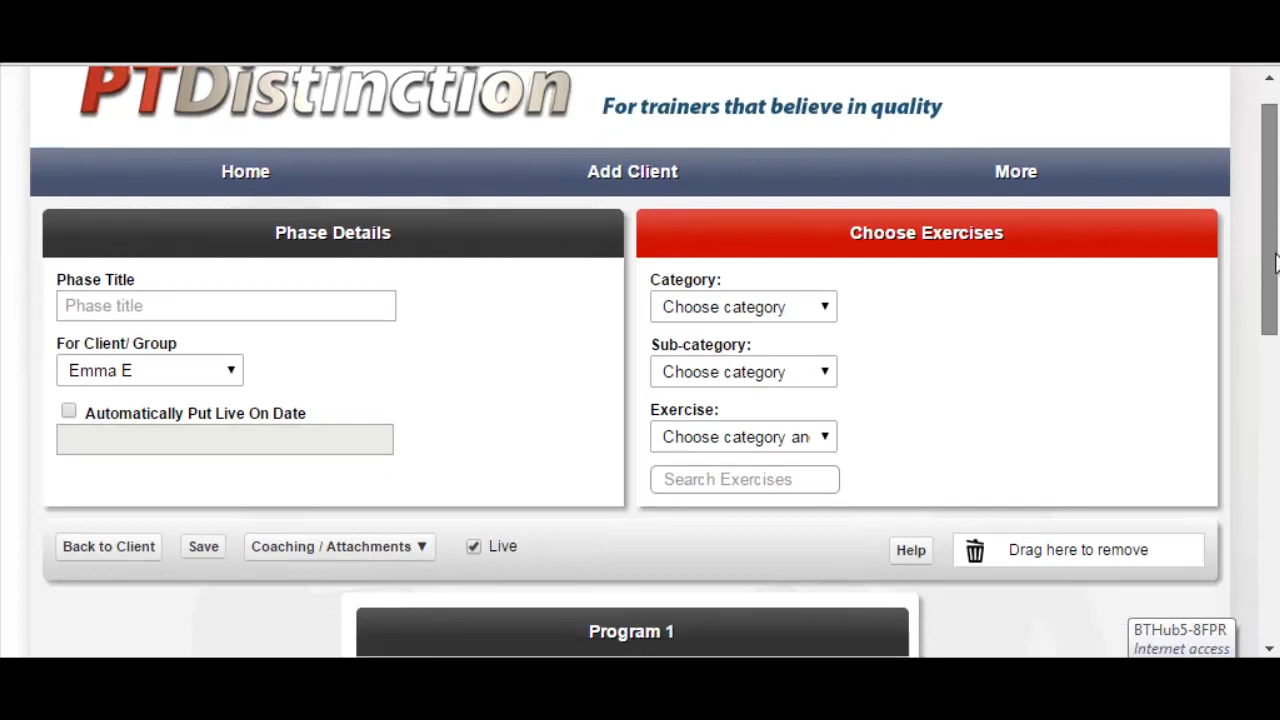 PTDistinction
For trainers that believe in quality
Home Add Client More
Phase Details
Phase Title
Phase title
For Client/ Group
Emma E
Automatically Put Live On Date
Choose Exercises
Category:
Choose category
Sub-category:
Choose category
Exercise:
Choose category an
Search Exercises
Back to Client Save Coaching / Attachments ▼ Live Help Drag here to remove
Program 1
BTHub5-8FPR
Internet access